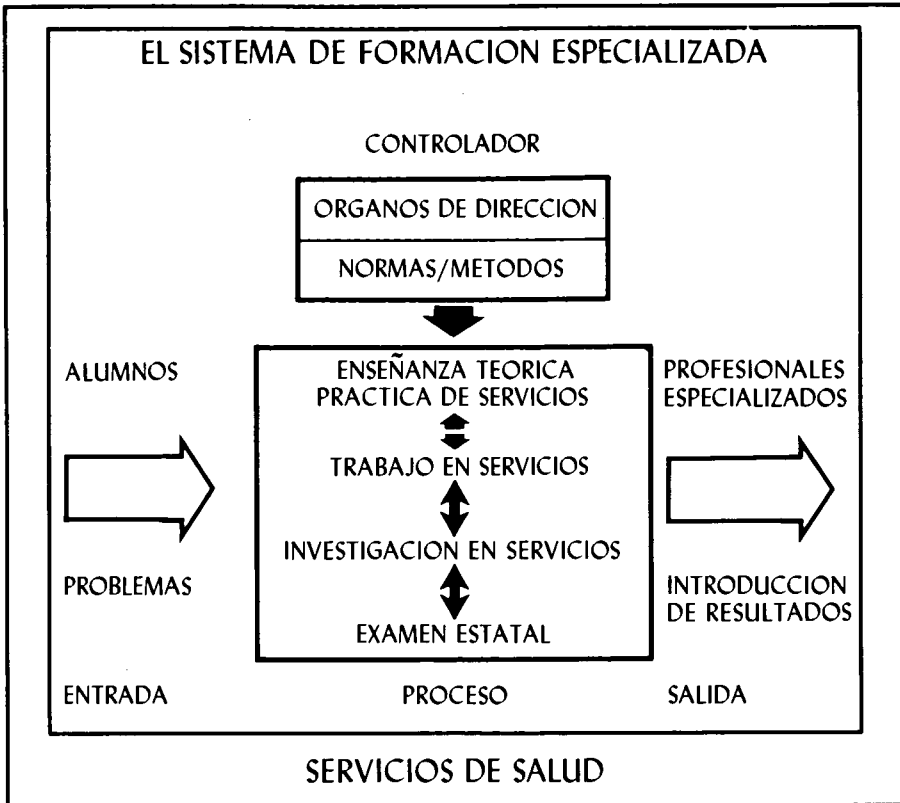 EL SISTEMA DE FORMACION ESPECIALIZADA
CONTROLADOR
ORGANOS DE DIRECCION
NORMAS/METODOS
ALUMNOS
PROBLEMAS
ENTRADA
ENSEÑANZA TEORICA
PRACTICA DE SERVICIOS
TRABAJO EN SERVICIOS
INVESTIGACION EN SERVICIOS
EXAMEN ESTATAL
PROCESO
PROFESIONALES
ESPECIALIZADOS
INTRODUCCION
DE RESULTADOS
SALIDA
SERVICIOS DE SALUD